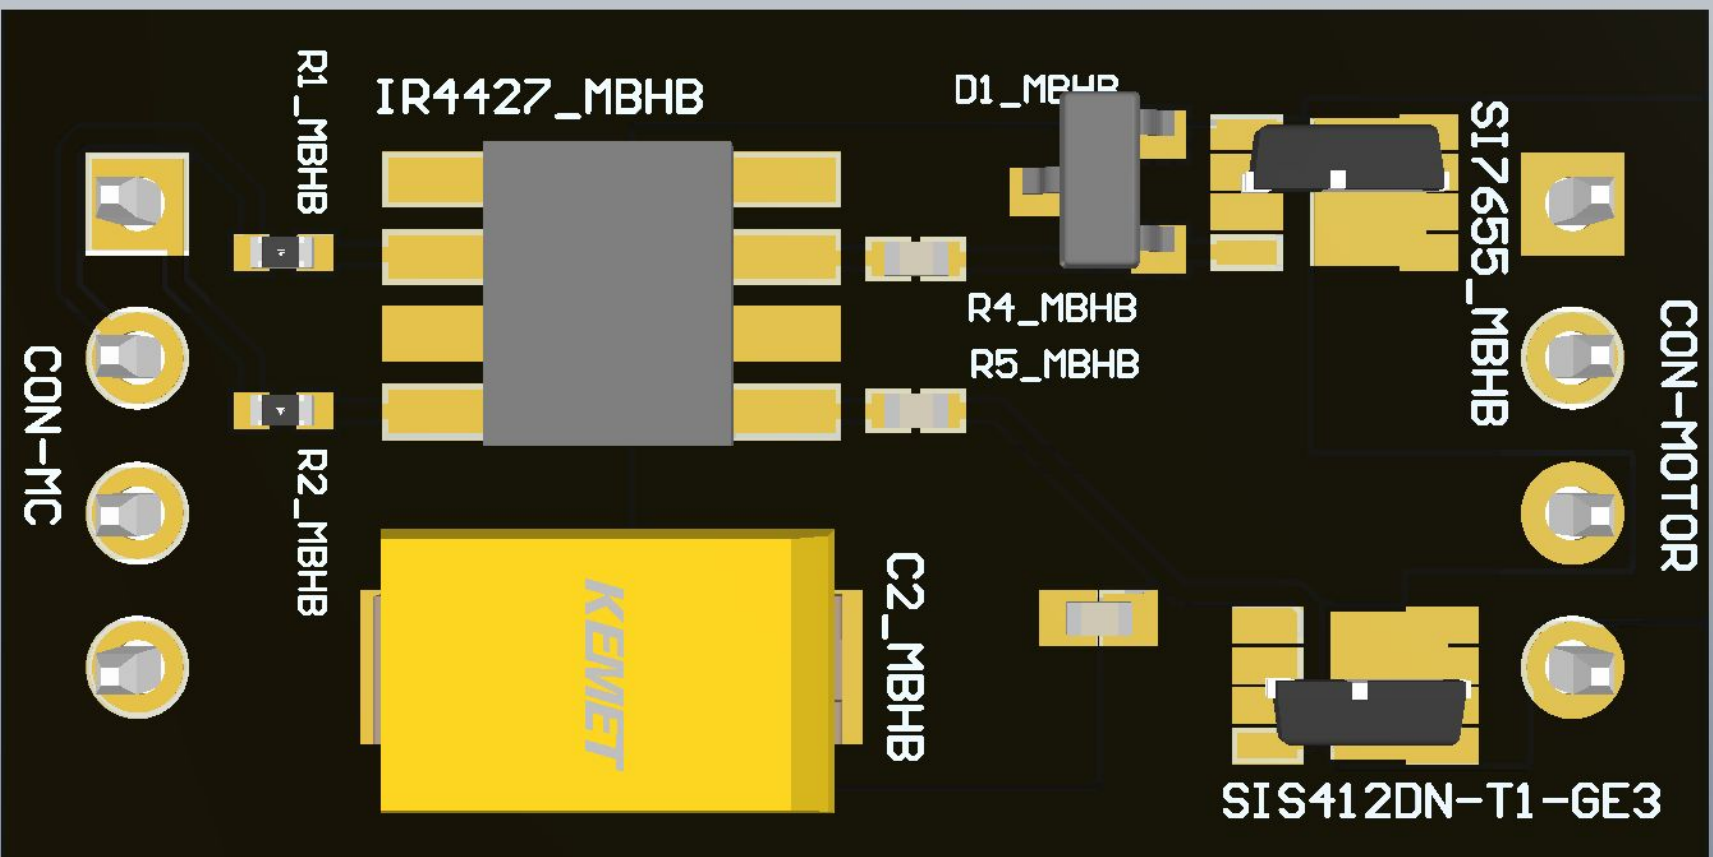 R1_MBHB
IR4427_MBHB
D1_MBHB
SI7655_MBHB
R4_MBHB
R5_MBHB
CON-MC
CON-MOTOR
R2_MBHB
KEMET
C2_MBHB
SIS412DN-T1-GE3